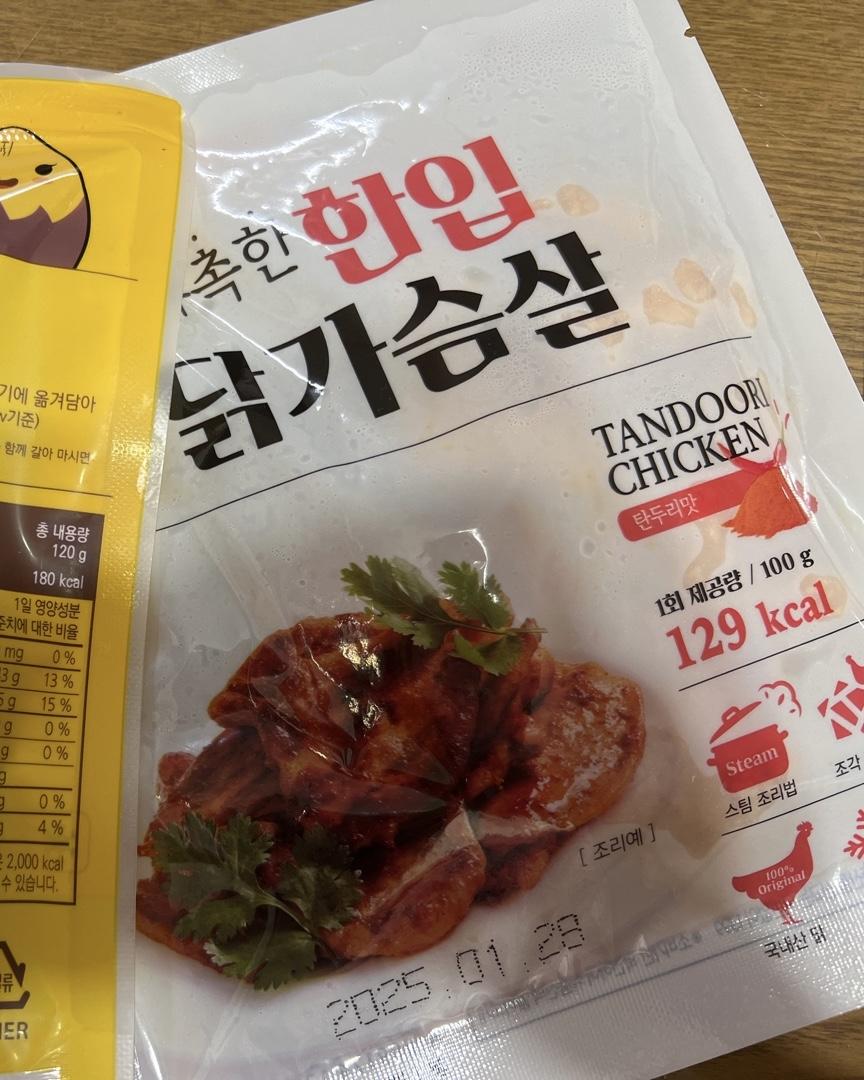 기에 옮겨담아
함께 갈아 마시면
총 내용량
120 g
180 kcal
1일 영양성분
준치에 대한 비율
mg 0 %
13 %
15 %
g 0 %
g 0 %
g
g 0 %
g 4 %
2,000 kcal
수 있습니다.
촉한 한입
닭가슴살
TANDOORI
CHICKEN
탄두리맛
1회 제공량 / 100 g
129 kcal
Steam
스팀 조리법
조각
[ 조리예 ]
100%
Original
국내산 닭
2025.01.28